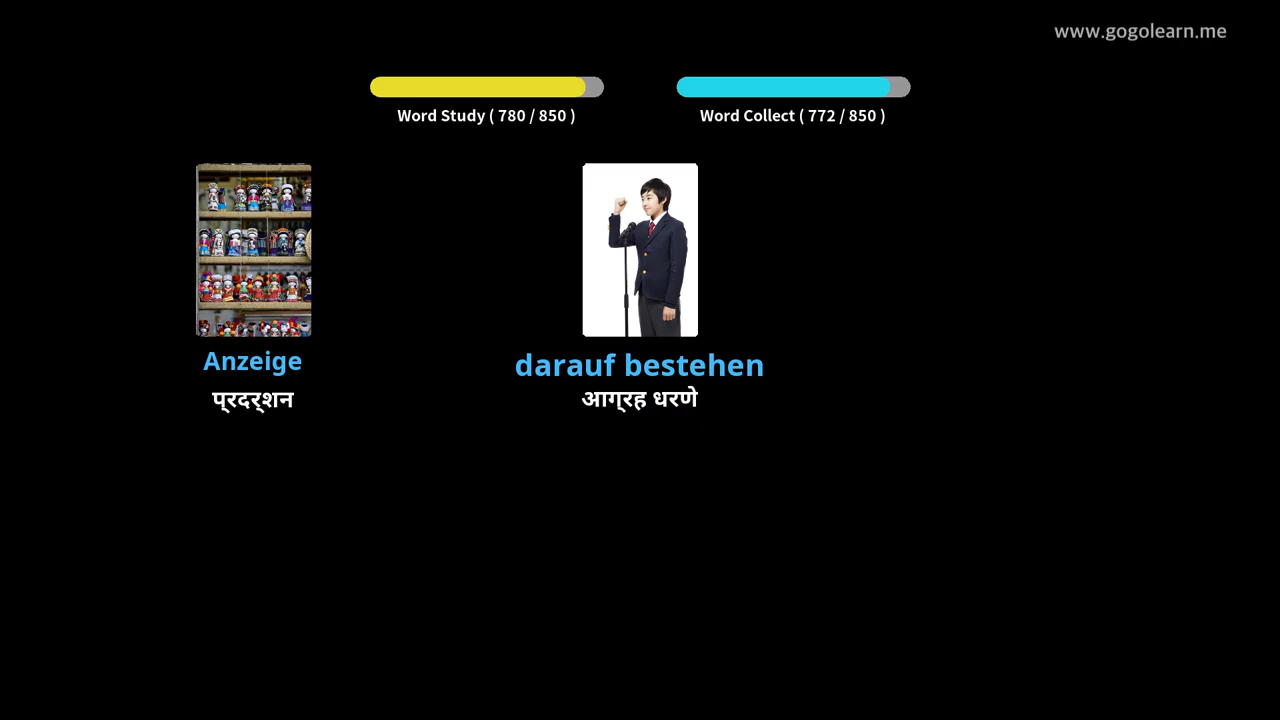 www.gogolearn.me
Word Study ( 780 / 850 )
Word Collect ( 772 / 850 )
Anzeige
प्रदर्शन
darauf bestehen
आग्रह धरणे